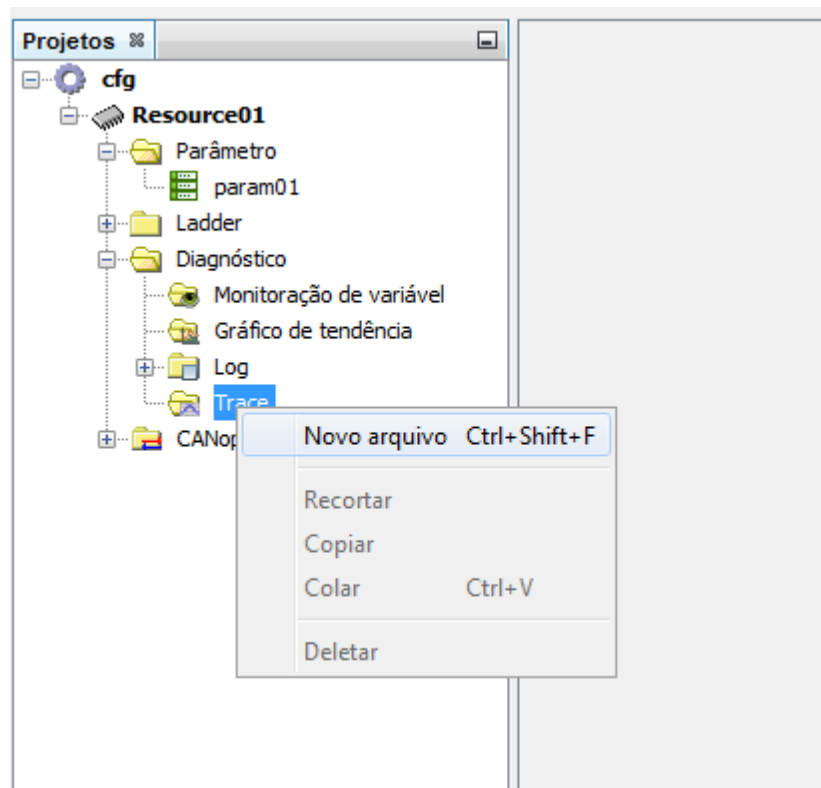 Projetos
cfg
Resource01
Parâmetro
param01
Ladder
Diagnóstico
Monitoração de variável
Gráfico de tendência
Log
Trace
CANop
Novo arquivo Ctrl+Shift+F
Recortar
Copiar
Colar Ctrl+V
Deletar